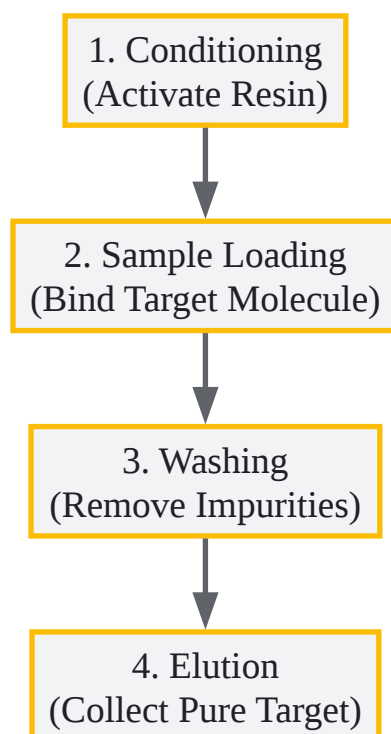 1. Conditioning
(Activate Resin)
2. Sample Loading
(Bind Target Molecule)
3. Washing
(Remove Impurities)
4. Elution
(Collect Pure Target)